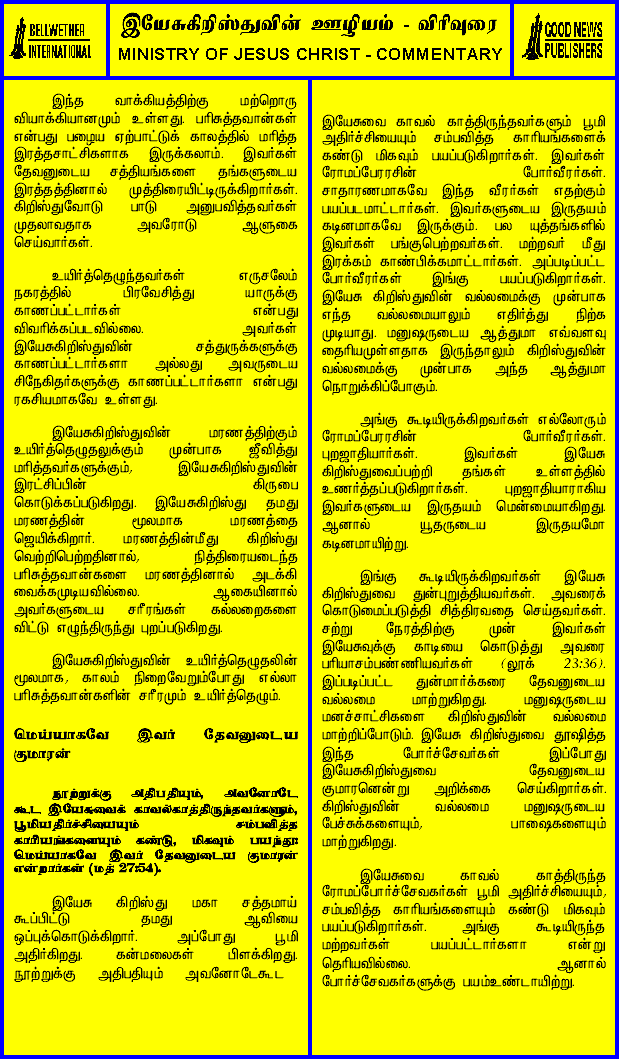 BELLWETHER
INTERNATIONAL
இயேசுகிறிஸ்துவின் ஊழியம் - விரிவுரை
MINISTRY OF JESUS CHRIST - COMMENTARY
GOOD NEWS
PUBLISHERS
இந்த வாக்கியத்திற்கு மற்றொரு
வியாக்கியானமும் உள்ளது. பரிசுத்தவான்கள்
என்பது பழைய ஏற்பாட்டுக் காலத்தில் மரித்த
இரத்தசாட்சிகளாக இருக்கலாம். இவர்கள்
தேவனுடைய சத்தியங்களை தங்களுடைய
இரத்தத்தினால் முத்திரையிட்டிருக்கிறார்கள்.
கிறிஸ்துவோடு பாடு அனுபவித்தவர்கள்
முதலாவதாக அவரோடு ஆளுகை
செய்வார்கள்.
உயிர்த்தெழுந்தவர்கள் எருசலேம்
நகரத்தில் பிரவேசித்து யாருக்கு
காணப்பட்டார்கள் என்பது
விவரிக்கப்படவில்லை. அவர்கள்
இயேசுகிறிஸ்துவின் சத்துருக்களுக்கு
காணப்பட்டார்களா அல்லது அவருடைய
சிநேகிதர்களுக்கு காணப்பட்டார்களா என்பது
ரகசியமாகவே உள்ளது.
இயேசுகிறிஸ்துவின் மரணத்திற்கும்
உயிர்த்தெழுதலுக்கும் முன்பாக ஜீவித்து
மரித்தவர்களுக்கும், இயேசுகிறிஸ்துவின்
இரட்சிப்பின் கிருபை
கொடுக்கப்படுகிறது. இயேசுகிறிஸ்து தமது
மரணத்தின் மூலமாக மரணத்தை
ஜெயிக்கிறார். மரணத்தின்மீது கிறிஸ்து
வெற்றிபெற்றதினால், நித்திரையடைந்த
பரிசுத்தவான்களை மரணத்தினால் அடக்கி
வைக்கமுடியவில்லை. ஆகையினால்
அவர்களுடைய சரீரங்கள் கல்லறைகளை
விட்டு எழுந்திருந்து புறப்படுகிறது.
இயேசுகிறிஸ்துவின் உயிர்த்தெழுதலின்
மூலமாக, காலம் நிறைவேறும்போது எல்லா
பரிசுத்தவான்களின் சரீரமும் உயிர்த்தெழும்.
மெய்யாகவே இவர் தேவனுடைய
குமாரன்
நூற்றுக்கு அதிபதியும், அவனோடே
கூட இயேசுவைக் காவல்காத்திருந்தவர்களும்,
பூமியதிர்ச்சியையும் சம்பவித்த
காரியங்களையும் கண்டு, மிகவும் பயந்து:
மெய்யாகவே இவர் தேவனுடைய குமாரன்
என்றார்கள் (மத் 27:54).
இயேசு கிறிஸ்து மகா சத்தமாய்
கூப்பிட்டு தமது ஆவியை
ஒப்புக்கொடுக்கிறார். அப்போது பூமி
அதிர்கிறது. கன்மலைகள் பிளக்கிறது.
நூற்றுக்கு அதிபதியும் அவனோடேகூட
இயேசுவை காவல் காத்திருந்தவர்களும் பூமி
அதிர்ச்சியையும் சம்பவித்த காரியங்களைக்
கண்டு மிகவும் பயப்படுகிறார்கள். இவர்கள்
ரோமப்பேரரசின் போர்வீரர்கள்.
சாதாரணமாகவே இந்த வீரர்கள் எதற்கும்
பயப்படமாட்டார்கள். இவர்களுடைய இருதயம்
கடினமாகவே இருக்கும். பல யுத்தங்களில்
இவர்கள் பங்குபெற்றவர்கள். மற்றவர் மீது
இரக்கம் காண்பிக்கமாட்டார்கள். அப்படிப்பட்ட
போர்வீரர்கள் இங்கு பயப்படுகிறார்கள்.
இயேசு கிறிஸ்துவின் வல்லமைக்கு முன்பாக
எந்த வல்லமையாலும் எதிர்த்து நிற்க
முடியாது. மனுஷருடைய ஆத்துமா எவ்வளவு
தைரியமுள்ளதாக இருந்தாலும் கிறிஸ்துவின்
வல்லமைக்கு முன்பாக அந்த ஆத்துமா
நொறுக்கிப்போகும்.
அங்கு கூடியிருக்கிறவர்கள் எல்லோரும்
ரோமப்பேரரசின் போர்வீரர்கள்.
புறஜாதியார்கள். இவர்கள் இயேசு
கிறிஸ்துவைப்பற்றி தங்கள் உள்ளத்தில்
உணர்த்தப்படுகிறார்கள். புறஜாதியாராகிய
இவர்களுடைய இருதயம் மென்மையாகிறது.
ஆனால் யூதருடைய இருதயமோ
கடினமாயிற்று.
இங்கு கூடியிருக்கிறவர்கள் இயேசு
கிறிஸ்துவை துன்புறுத்தியவர்கள். அவரைக்
கொடுமைப்படுத்தி சித்திரவதை செய்தவர்கள்.
சற்று நேரத்திற்கு முன் இவர்கள்
இயேசுவுக்கு காடியை கொடுத்து அவரை
பரியாசம்பண்ணியவர்கள் (லூக் 23:36).
இப்படிப்பட்ட துன்மார்க்கரை தேவனுடைய
வல்லமை மாற்றுகிறது. மனுஷருடைய
மனச்சாட்சிகளை கிறிஸ்துவின் வல்லமை
மாற்றிப்போடும். இயேசு கிறிஸ்துவை தூஷித்த
இந்த போர்ச்சேவர்கள் இப்போது
இயேசுகிறிஸ்துவை தேவனுடைய
குமாரனென்று அறிக்கை செய்கிறார்கள்.
கிறிஸ்துவின் வல்லமை மனுஷருடைய
பேச்சுக்களையும், பாஷைகளையும்
மாற்றுகிறது.
இயேசுவை காவல் காத்திருந்த
ரோமப்போர்ச்சேவகர்கள் பூமி அதிர்ச்சியையும்,
சம்பவித்த காரியங்களையும் கண்டு மிகவும்
பயப்படுகிறார்கள். அங்கு கூடியிருந்த
மற்றவர்கள் பயப்பட்டார்களா என்று
தெரியவில்லை. ஆனால்
போர்ச்சேவகர்களுக்கு பயம்உண்டாயிற்று.